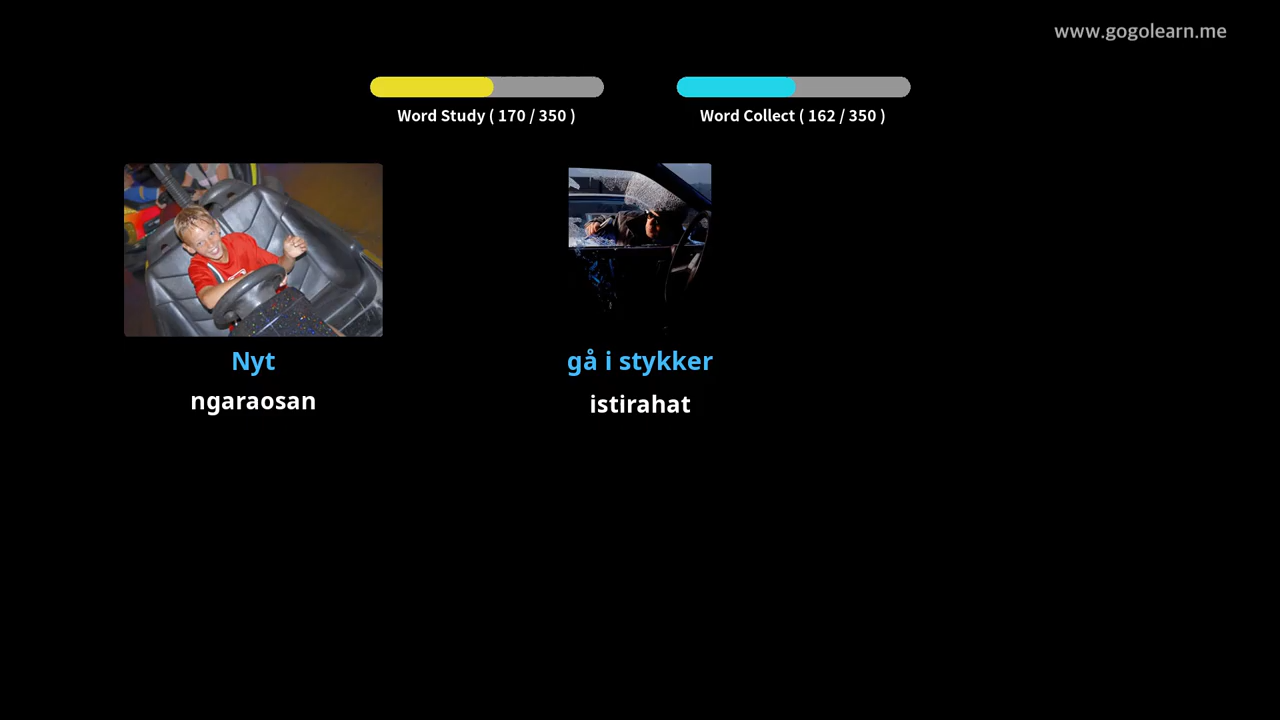 www.gogolearn.me
Word Study ( 170 / 350 )
Word Collect ( 162 / 350 )
Nyt
ngaraosan
gå i stykker
istirahat